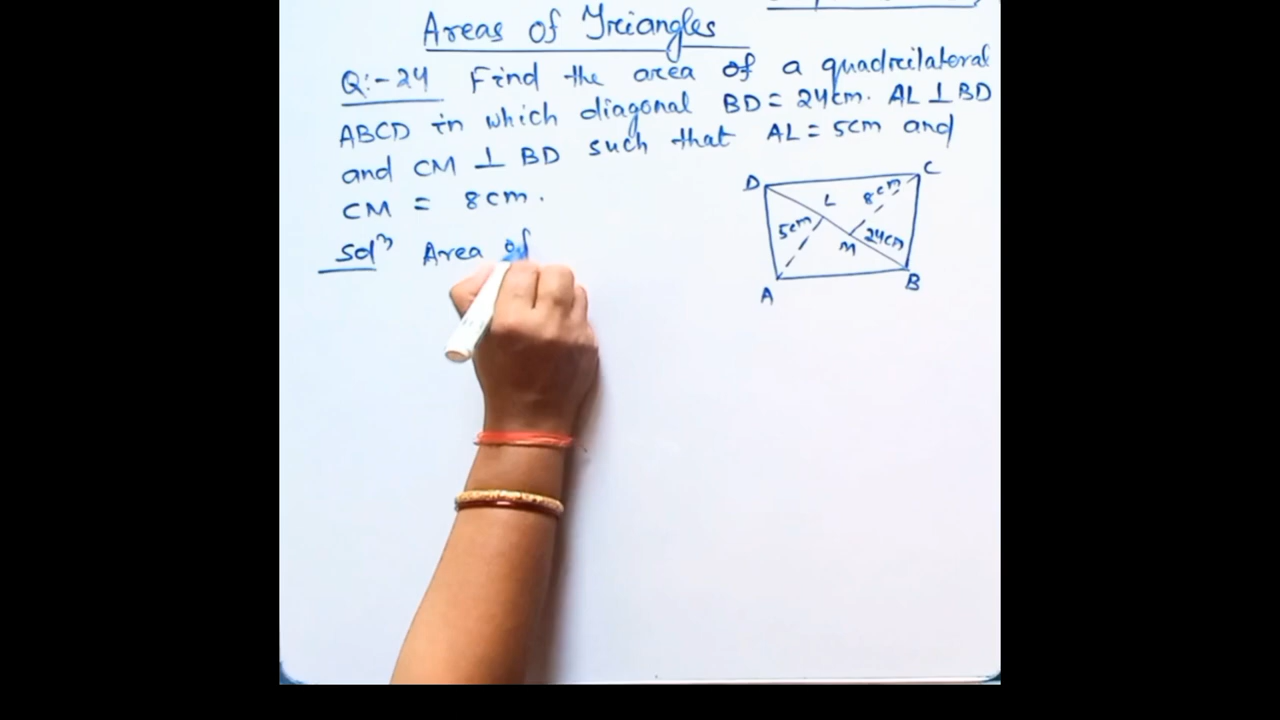 Areas of Triangles
Q:-24 Find the area of a quadrilateral
ABCD in which diagonal BD = 24cm. AL ⊥ BD
and CM ⊥ BD such that AL = 5cm and
CM = 8cm.
Solⁿ Area of
D C
L 8cm
5cm
M 24cm
A B